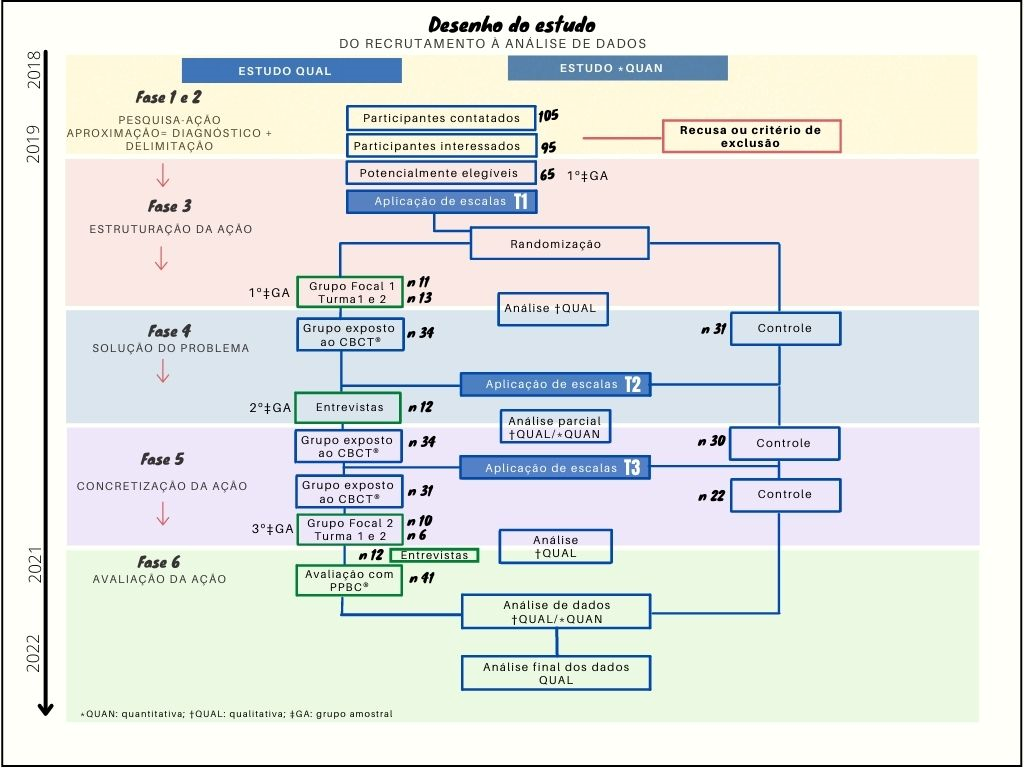 Desenho do estudo
DO RECRUTAMENTO À ANÁLISE DE DADOS
2018
ESTUDO QUAL
ESTUDO *QUAN
Fase 1 e 2
PESQUISA-AÇÃO
APROXIMAÇÃO= DIAGNÓSTICO +
DELIMITAÇÃO
2019
Participantes contatados 105
Participantes interessados 95
Recusa ou critério de
exclusão
Potencialmente elegíveis 65 1º‡GA
Aplicação de escalas T1
Fase 3
ESTRUTURAÇÃO DA AÇÃO
Randomização
1º‡GA
Grupo Focal 1 n 11
Turma1 e 2 n 13
Análise †QUAL
Fase 4
SOLUÇÃO DO PROBLEMA
Grupo exposto
ao CBCT® n 34
n 31 Controle
Aplicação de escalas T2
2º‡GA Entrevistas n 12
Análise parcial
†QUAL/*QUAN
Fase 5
CONCRETIZAÇÃO DA AÇÃO
Grupo exposto
ao CBCT® n 34
n 30 Controle
Aplicação de escalas T3
Grupo exposto
ao CBCT® n 31
n 22 Controle
3º‡GA
Grupo Focal 2 n 10
Turma 1 e 2 n 6
Análise
†QUAL
2021
Fase 6
AVALIAÇÃO DA AÇÃO
n 12 Entrevistas
Avaliação com
PPBC® n 41
Análise de dados
†QUAL/*QUAN
2022
Análise final dos dados
QUAL
*QUAN: quantitativa; †QUAL: qualitativa; ‡GA: grupo amostral